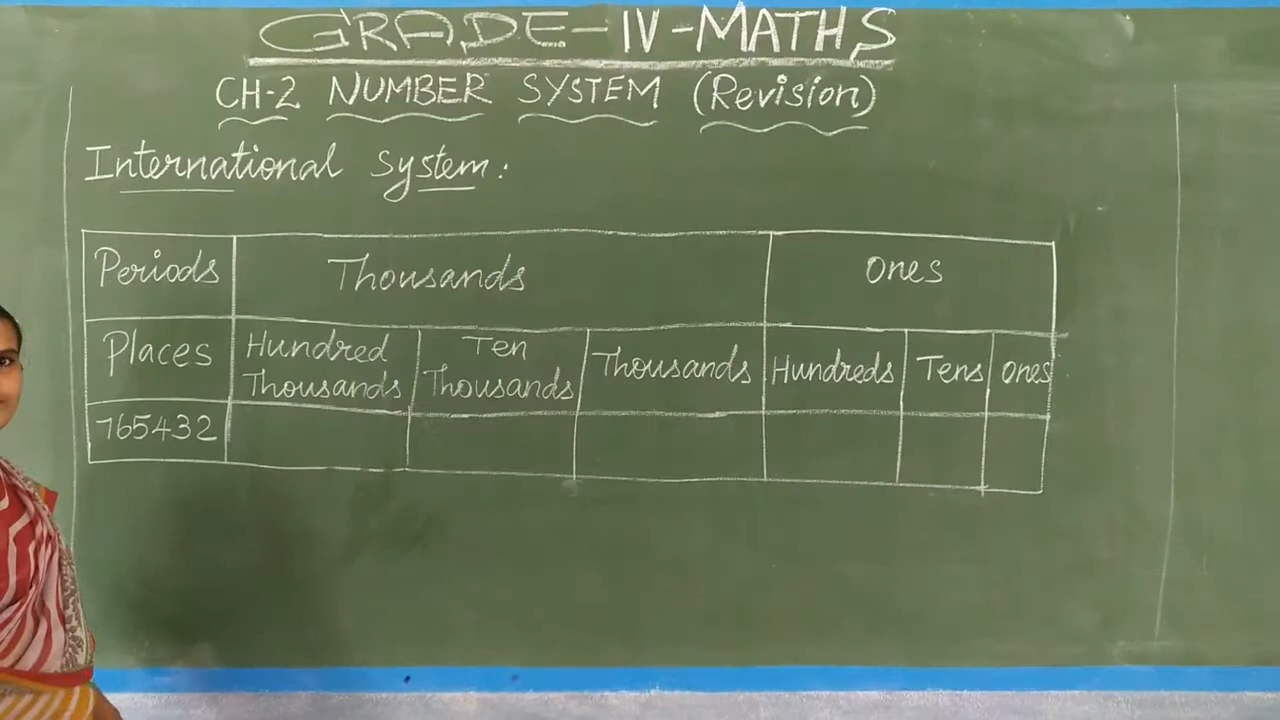 GRADE-IV-MATHS
CH-2 NUMBER SYSTEM (Revision)
International system:
Periods Thousands Ones
Places Hundred Thousands Ten Thousands Thousands Hundreds Tens ones
765432